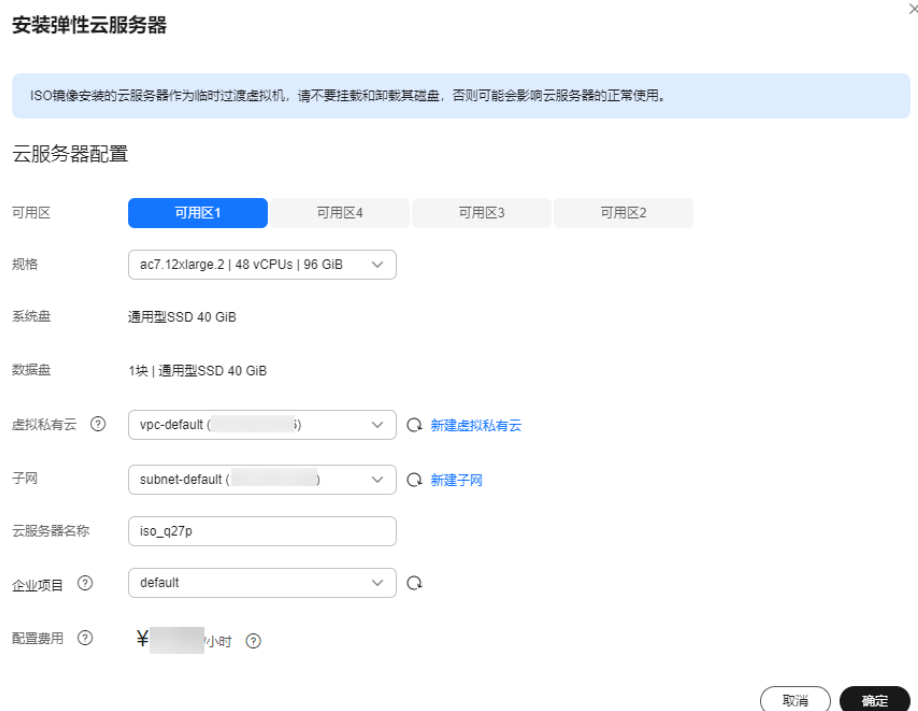 安装弹性云服务器
ISO镜像安装的云服务器作为临时过渡虚拟机，请不要挂载和卸载其磁盘，否则可能会影响云服务器的正常使用。
云服务器配置
可用区 可用区1 可用区4 可用区3 可用区2
规格 ac7.12xlarge.2 | 48 vCPUs | 96 GiB
系统盘 通用型SSD 40 GiB
数据盘 1块 | 通用型SSD 40 GiB
虚拟私有云 ? vpc-default ( ) 新建虚拟私有云
子网 subnet-default ( ) 新建子网
云服务器名称 iso_q27p
企业项目 ? default
配置费用 ? ¥ /小时 ?
取消 确定